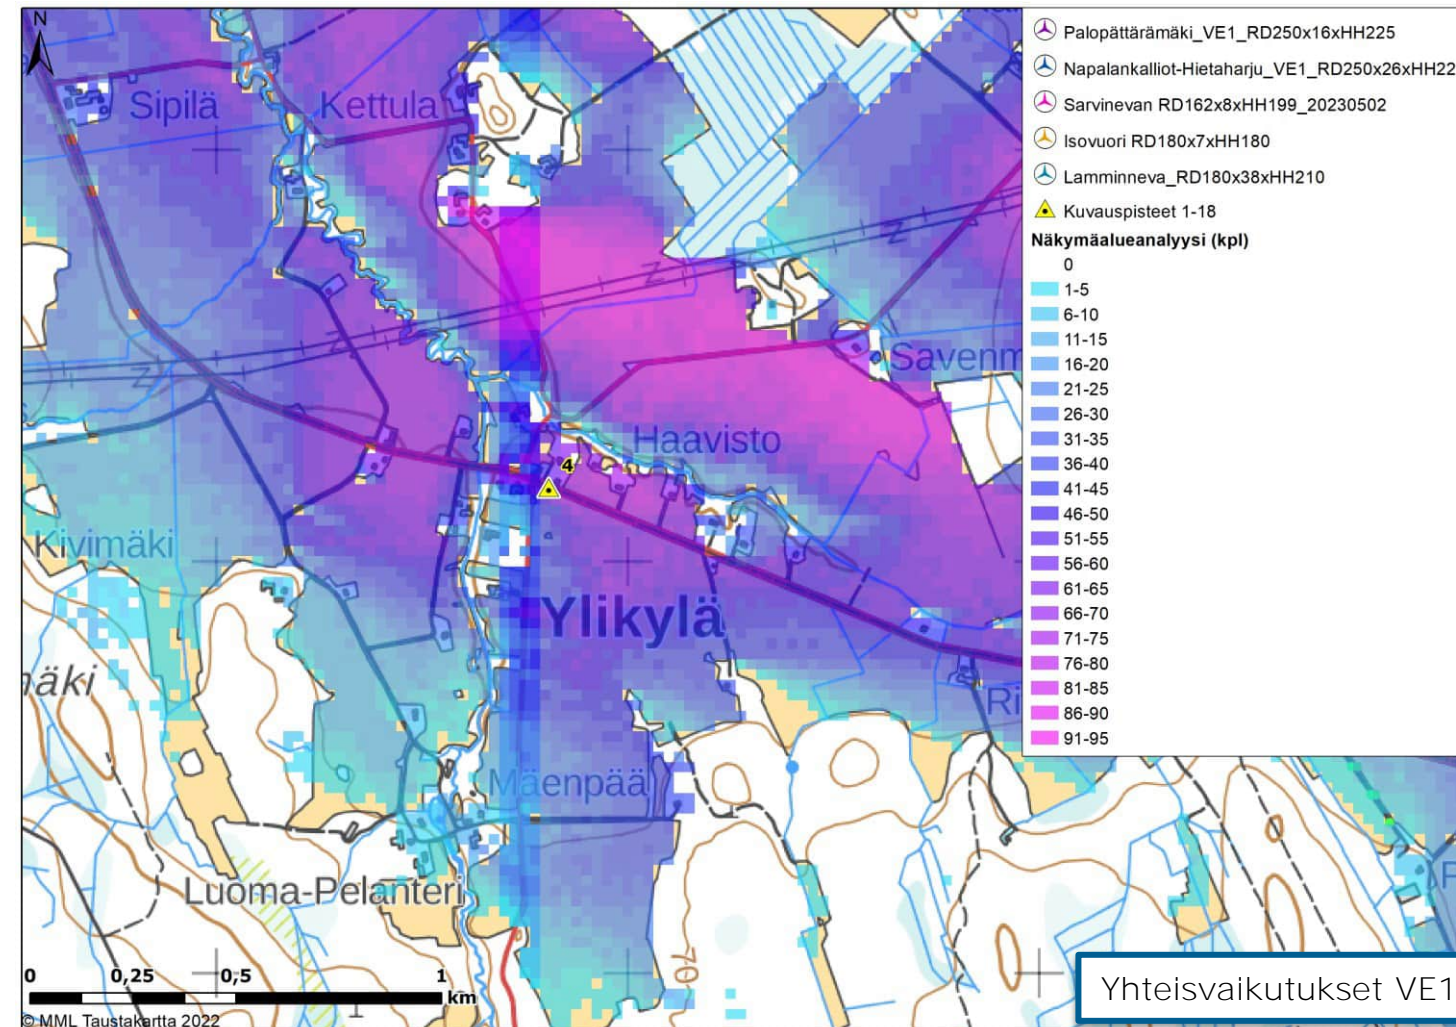 N
Sipilä
Kettula
Savenm
Haavisto
4
Kivimäki
Ylikylä
näki
Ri
Mäenpää
Luoma-Pelanteri
70
0 0,25 0,5 1
km
© MML Taustakartta 2022
Palopättärämäki_VE1_RD250x16xHH225
Napalankalliot-Hietaharju_VE1_RD250x26xHH22
Sarvinevan RD162x8xHH199_20230502
Isovuori RD180x7xHH180
Lamminneva_RD180x38xHH210
Kuvauspisteet 1-18
Näkymäalueanalyysi (kpl)
0
1-5
6-10
11-15
16-20
21-25
26-30
31-35
36-40
41-45
46-50
51-55
56-60
61-65
66-70
71-75
76-80
81-85
86-90
91-95
Yhteisvaikutukset VE1